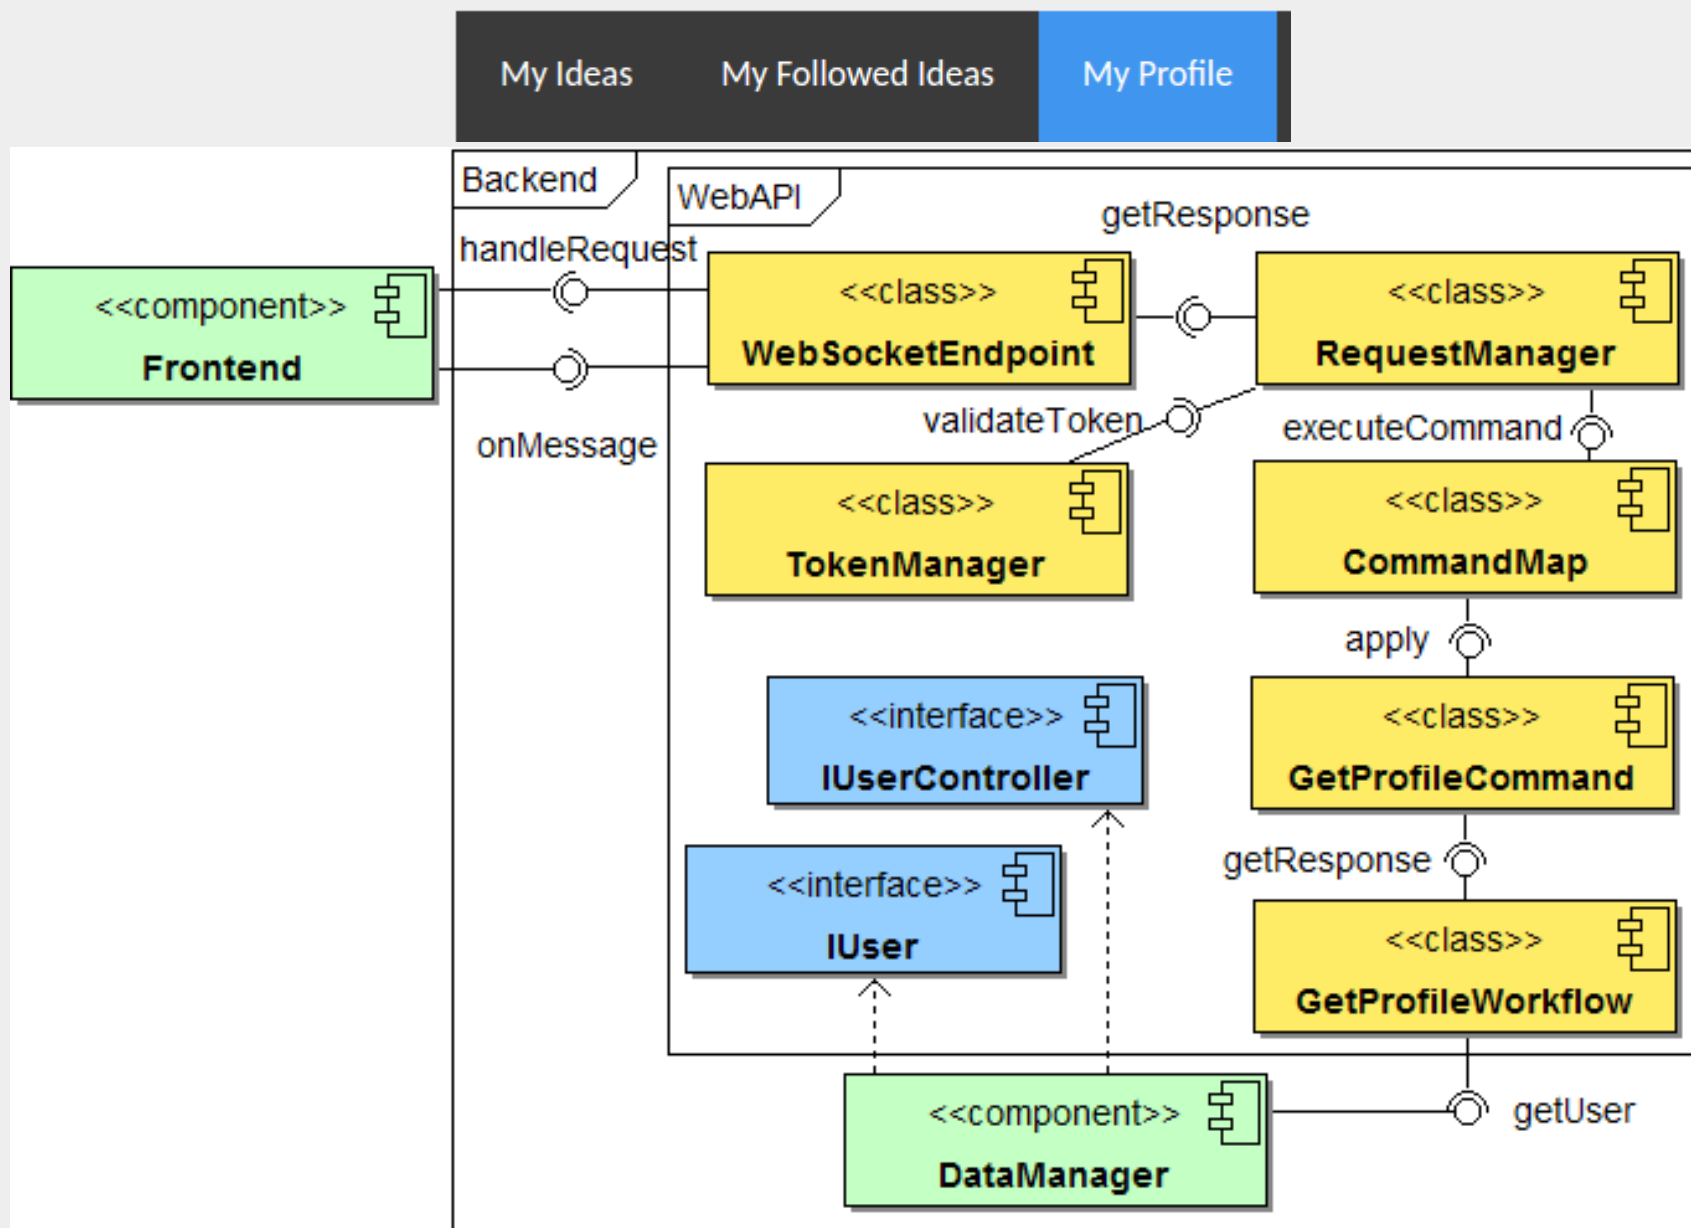 My Ideas My Followed Ideas My Profile
Backend
WebAPI
getResponse
handleRequest
<<component>>
Frontend
<<class>>
WebSocketEndpoint
<<class>>
RequestManager
onMessage
validateToken
executeCommand
<<class>>
TokenManager
<<class>>
CommandMap
apply
<<interface>>
IUserController
<<class>>
GetProfileCommand
getResponse
<<interface>>
IUser
<<class>>
GetProfileWorkflow
<<component>>
DataManager
getUser